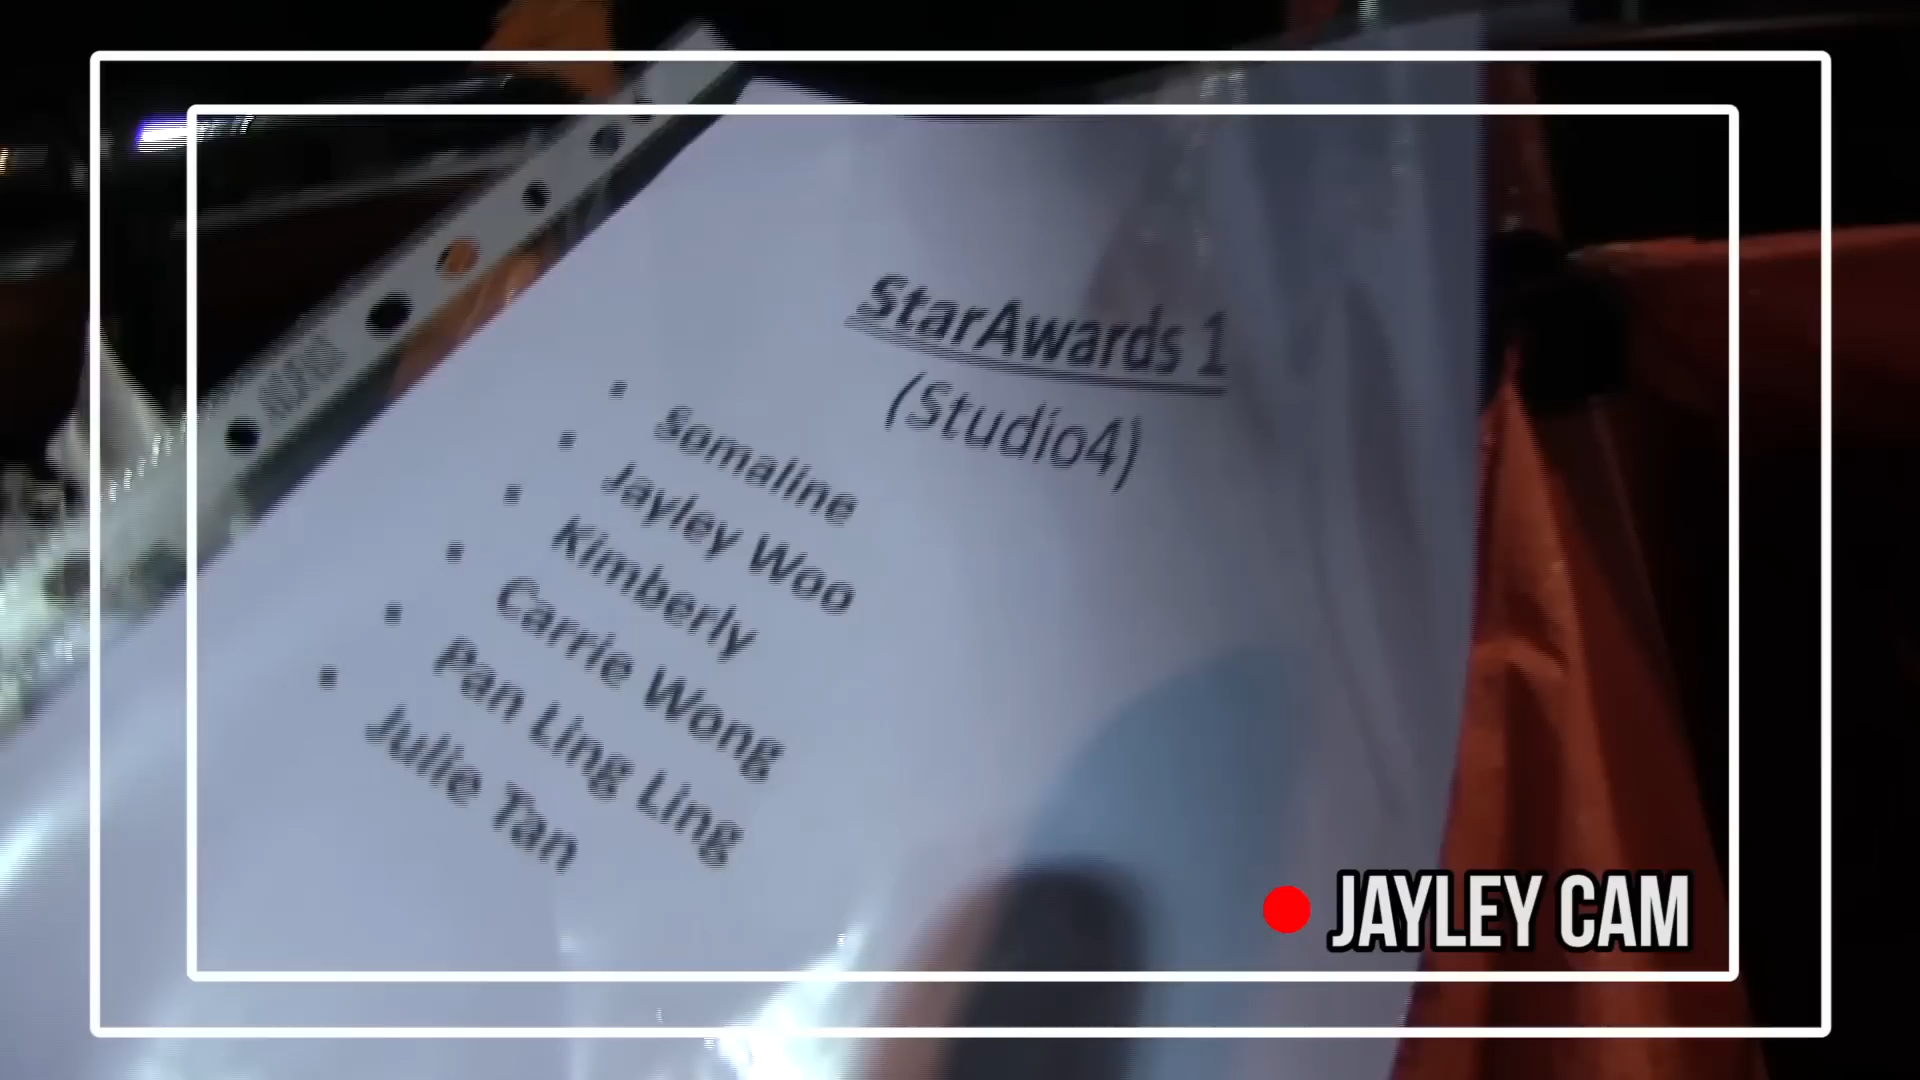 StarAwards 1
(Studio4)
Somaline
Jayley Woo
Kimberly
Carrie Wong
Pan Ling Ling
Julie Tan
JAYLEY CAM